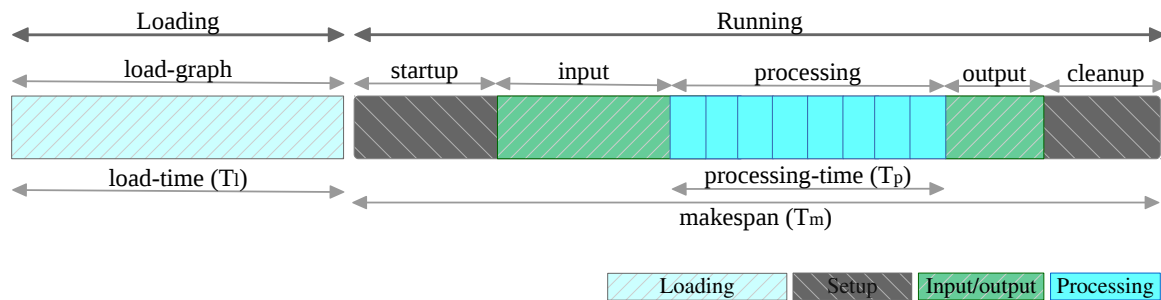 Loading Running
load-graph startup input processing output cleanup
load-time (Tl) processing-time (Tp)
makespan (Tm)
Loading Setup Input/output Processing